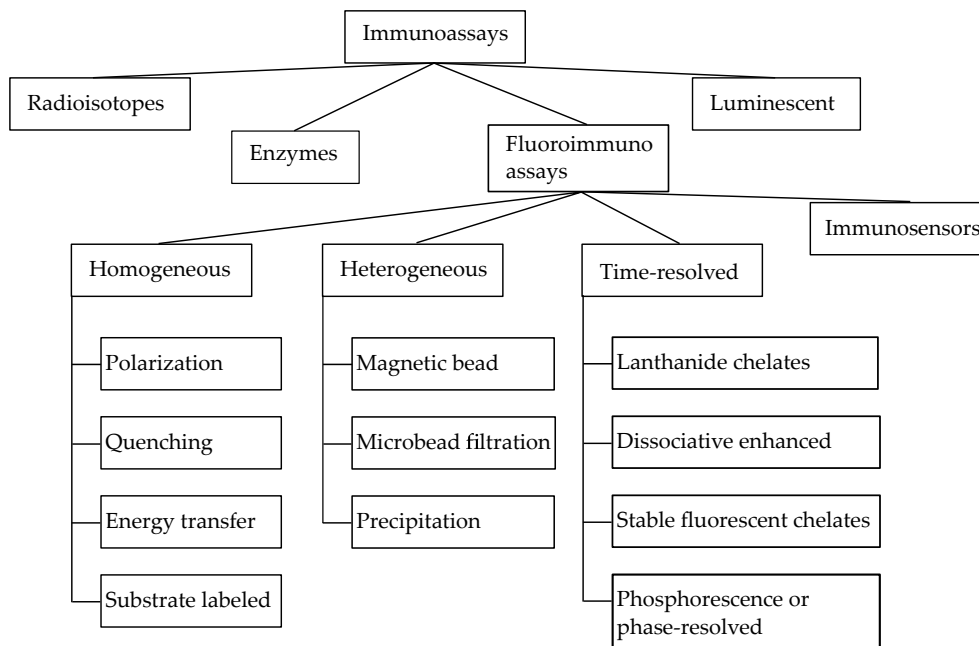 Immunoassays
Radioisotopes
Luminescent
Enzymes
Fluoroimmuno
assays
Immunosensors
Homogeneous
Heterogeneous
Time-resolved
Polarization
Quenching
Energy transfer
Substrate labeled
Magnetic bead
Microbead filtration
Precipitation
Lanthanide chelates
Dissociative enhanced
Stable fluorescent chelates
Phosphorescence or
phase-resolved